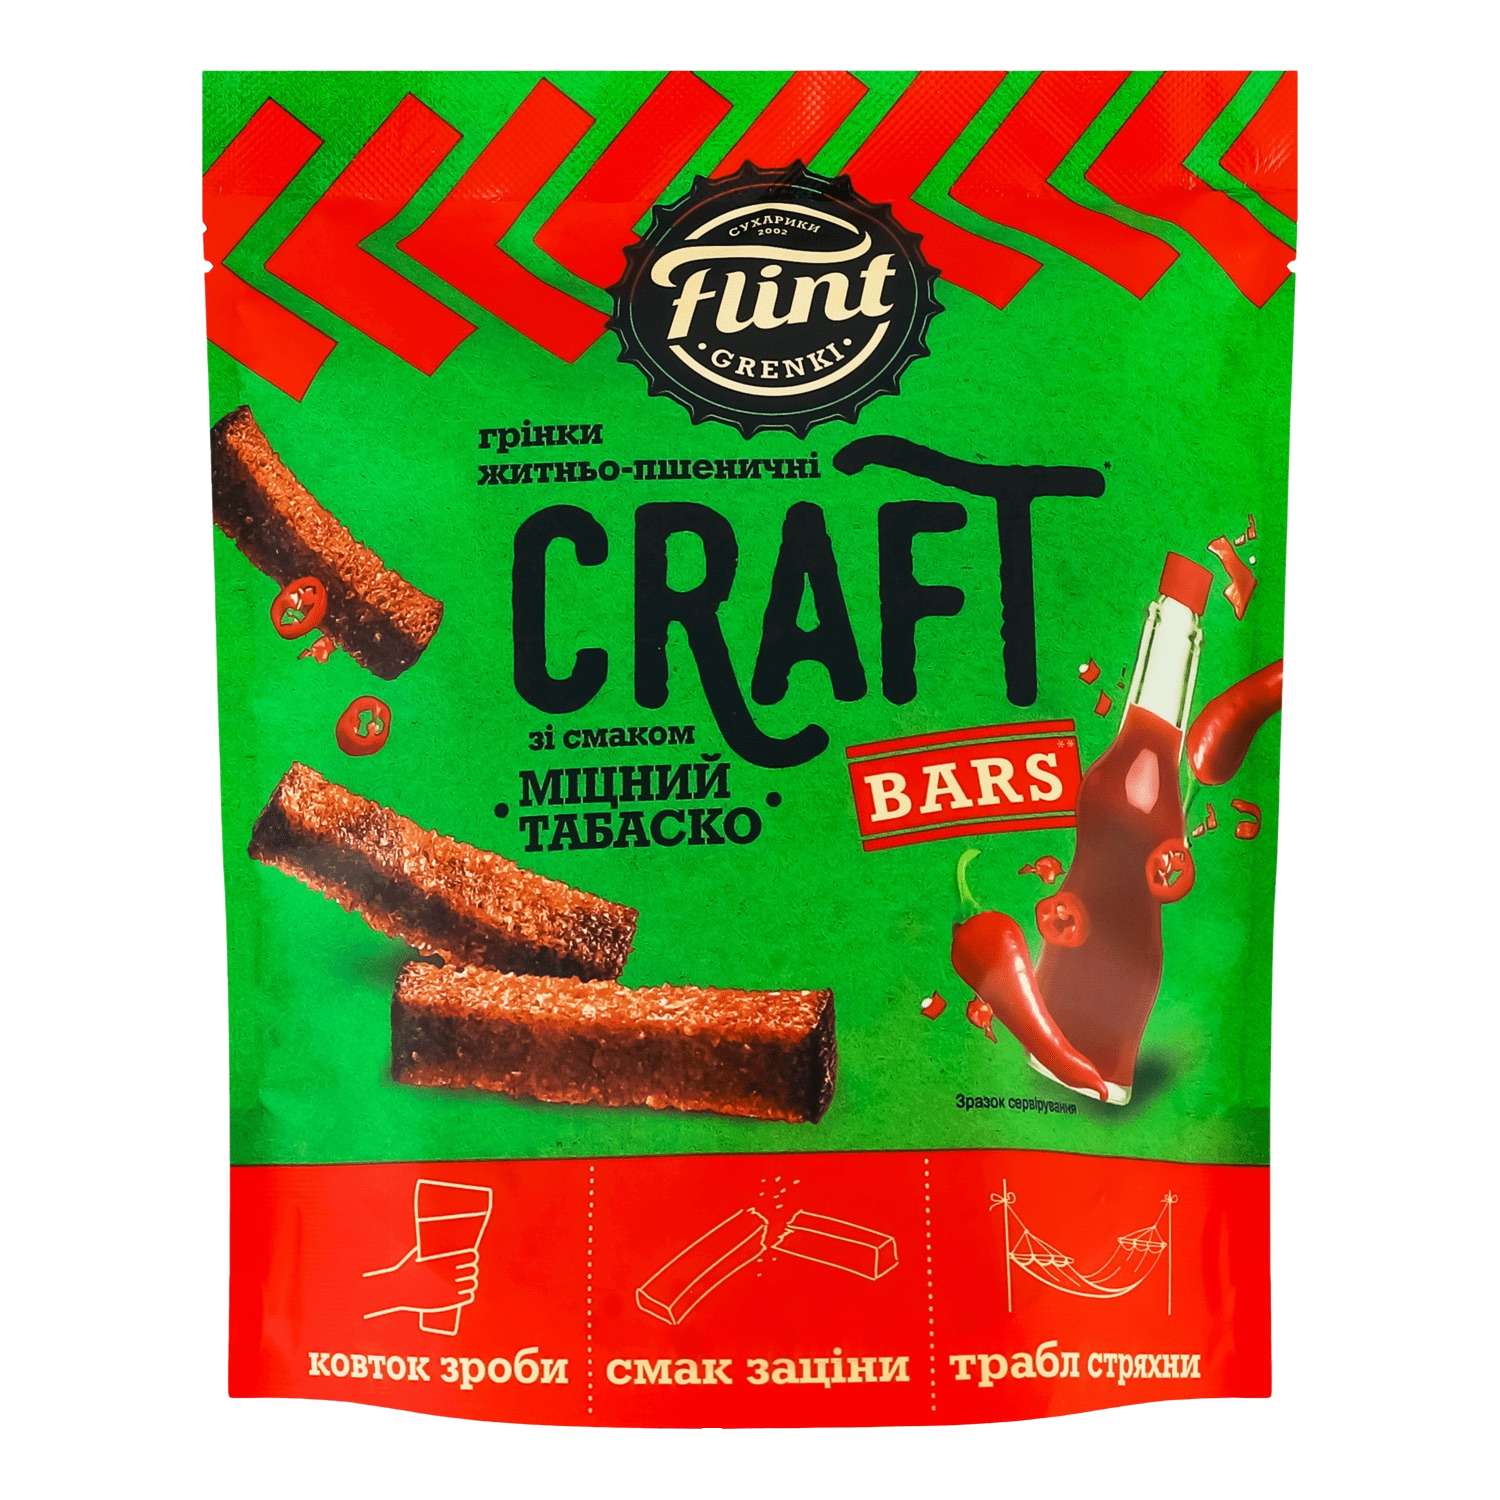 СУХАРИКИ
2002
Flint
• GRENKI •
грінки
житньо-пшеничні
CRAFT*
зі смаком
• МІЦНИЙ •
ТАБАСКО
BARS**
Зразок сервірування
ковток зроби
смак заціни
трабл стряхни